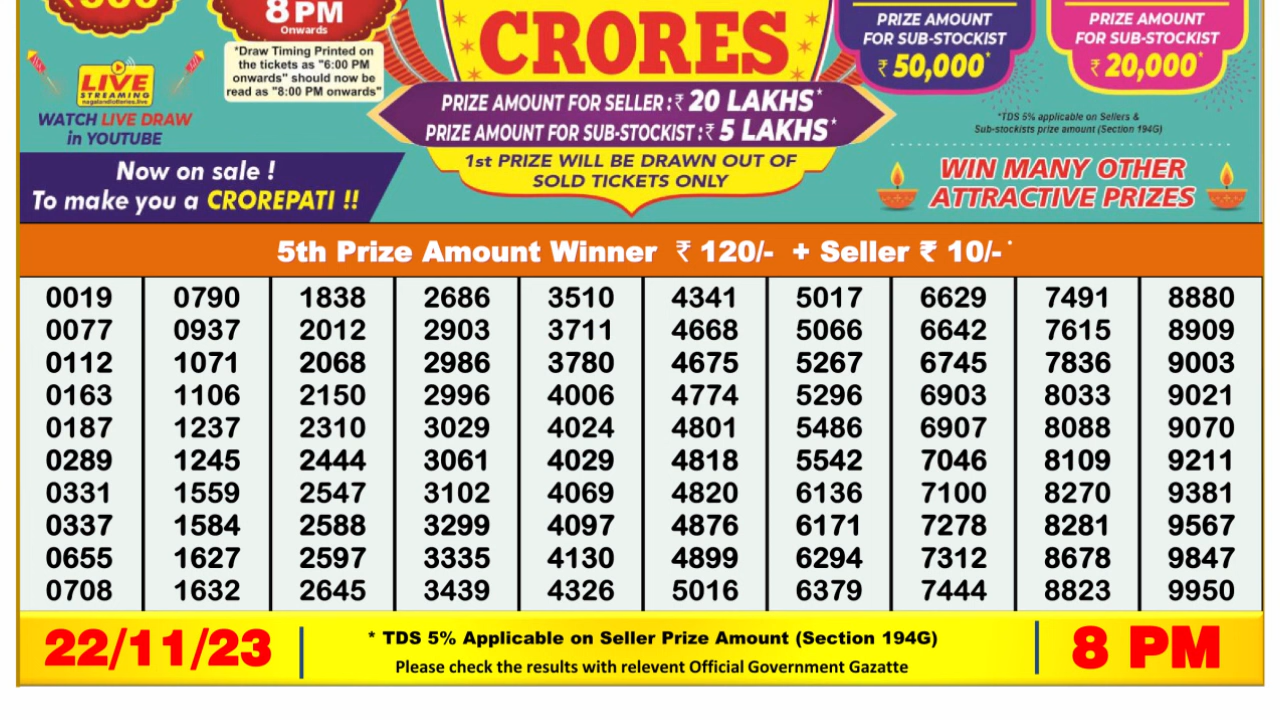 8 PM
Onwards
*Draw Timing Printed on
the tickets as "6:00 PM
onwards" should now be
read as "8:00 PM onwards"
LIVE
STREAMING
nagalandlotteries.live
WATCH LIVE DRAW
in YOUTUBE
CRORES
PRIZE AMOUNT FOR SELLER :₹ 20 LAKHS*
PRIZE AMOUNT FOR SUB-STOCKIST :₹ 5 LAKHS*
1st PRIZE WILL BE DRAWN OUT OF
SOLD TICKETS ONLY
PRIZE AMOUNT
FOR SUB-STOCKIST
₹ 50,000*
PRIZE AMOUNT
FOR SUB-STOCKIST
₹ 20,000*
*TDS 5% applicable on Sellers &
Sub-stockists prize amount (Section 194G)
Now on sale !
To make you a CROREPATI !!
WIN MANY OTHER
ATTRACTIVE PRIZES
5th Prize Amount Winner ₹ 120/- + Seller ₹ 10/-*
0019 0790 1838 2686 3510 4341 5017 6629 7491 8880
0077 0937 2012 2903 3711 4668 5066 6642 7615 8909
0112 1071 2068 2986 3780 4675 5267 6745 7836 9003
0163 1106 2150 2996 4006 4774 5296 6903 8033 9021
0187 1237 2310 3029 4024 4801 5486 6907 8088 9070
0289 1245 2444 3061 4029 4818 5542 7046 8109 9211
0331 1559 2547 3102 4069 4820 6136 7100 8270 9381
0337 1584 2588 3299 4097 4876 6171 7278 8281 9567
0655 1627 2597 3335 4130 4899 6294 7312 8678 9847
0708 1632 2645 3439 4326 5016 6379 7444 8823 9950
22/11/23
* TDS 5% Applicable on Seller Prize Amount (Section 194G)
Please check the results with relevent Official Government Gazatte
8 PM